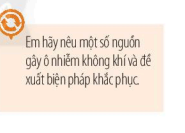 Em hãy nêu một số nguồn
gây ô nhiễm không khí và đề
xuất biện pháp khắc phục.